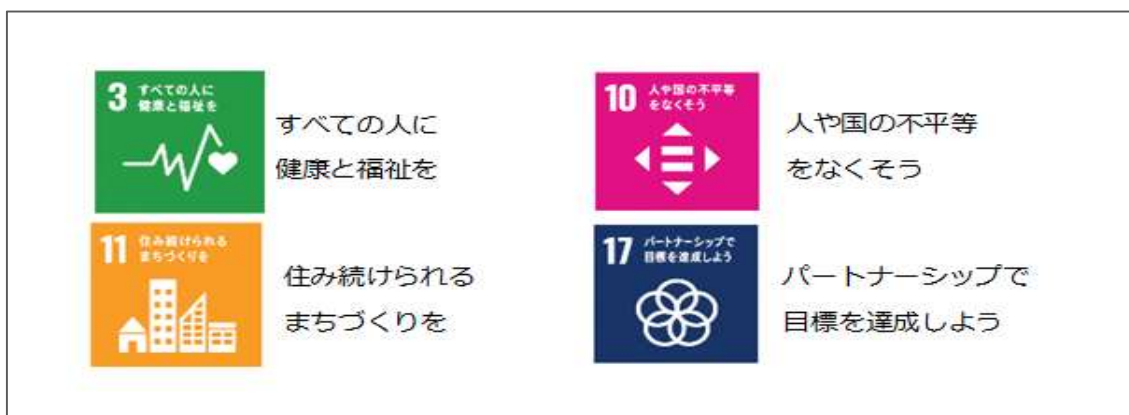 3 すべての人に
健康と福祉を
すべての人に
健康と福祉を
10 人や国の不平等
をなくそう
人や国の不平等
をなくそう
11 住み続けられる
まちづくりを
住み続けられる
まちづくりを
17 パートナーシップで
目標を達成しよう
パートナーシップで
目標を達成しよう